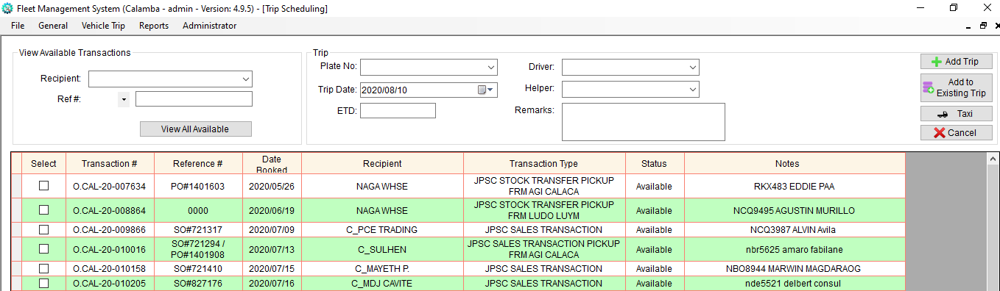 Fleet Management System (Calamba - admin - Version: 4.9.5) - [Trip Scheduling]
File General Vehicle Trip Reports Administrator
View Available Transactions
Recipient:
Ref #:
View All Available
Trip
Plate No:
Trip Date: 2020/08/10
ETD:
Driver:
Helper:
Remarks:
Add Trip
Add to
Existing Trip
Taxi
Cancel
Select Transaction # Reference # Date Booked Recipient Transaction Type Status Notes
O.CAL-20-007634 PO#1401603 2020/05/26 NAGA WHSE JPSC STOCK TRANSFER PICKUP FRM AGI CALACA Available RKX483 EDDIE PAA
O.CAL-20-008864 0000 2020/06/19 NAGA WHSE JPSC STOCK TRANSFER PICKUP FRM LUDO LUYM Available NCQ9495 AGUSTIN MURILLO
O.CAL-20-009866 SO#721317 2020/07/09 C_PCE TRADING JPSC SALES TRANSACTION Available NCQ3987 ALVIN Avila
O.CAL-20-010016 SO#721294 / PO#1401908 2020/07/13 C_SULHEN JPSC SALES TRANSACTION PICKUP FRM AGI CALACA Available nbr5625 amaro fabilane
O.CAL-20-010158 SO#721410 2020/07/15 C_MAYETH P. JPSC SALES TRANSACTION Available NBO8944 MARWIN MAGDARAOG
O.CAL-20-010205 SO#827176 2020/07/16 C_MDJ CAVITE JPSC SALES TRANSACTION Available nde5521 delbert consul